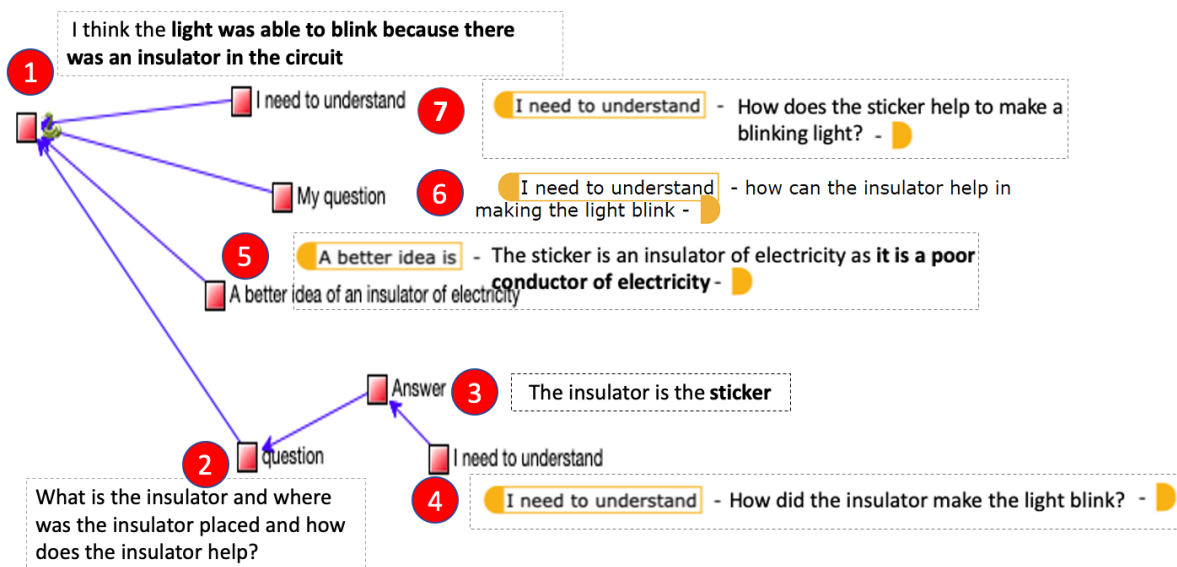 I think the light was able to blink because there
was an insulator in the circuit
1
I need to understand
7
I need to understand - How does the sticker help to make a
blinking light? -
My question
6
I need to understand - how can the insulator help in
making the light blink -
5
A better idea is - The sticker is an insulator of electricity as it is a poor
conductor of electricity -
A better idea of an insulator of electricity
Answer
3
The insulator is the sticker
2
question
I need to understand
4
I need to understand - How did the insulator make the light blink? -
What is the insulator and where
was the insulator placed and how
does the insulator help?